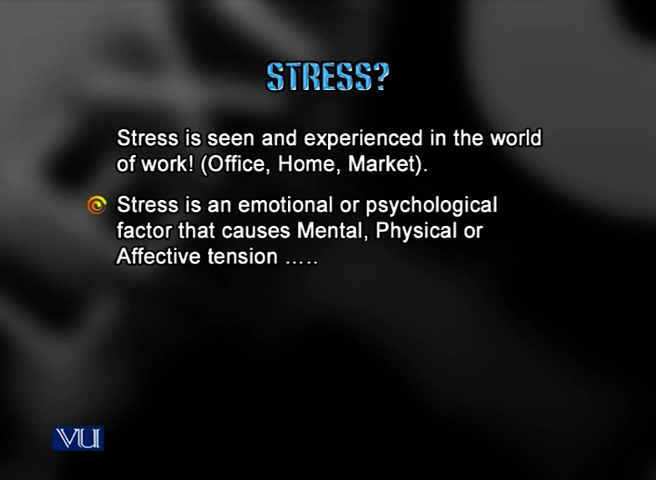 STRESS?
Stress is seen and experienced in the world
of work! (Office, Home, Market).
Stress is an emotional or psychological
factor that causes Mental, Physical or
Affective tension .....
VU